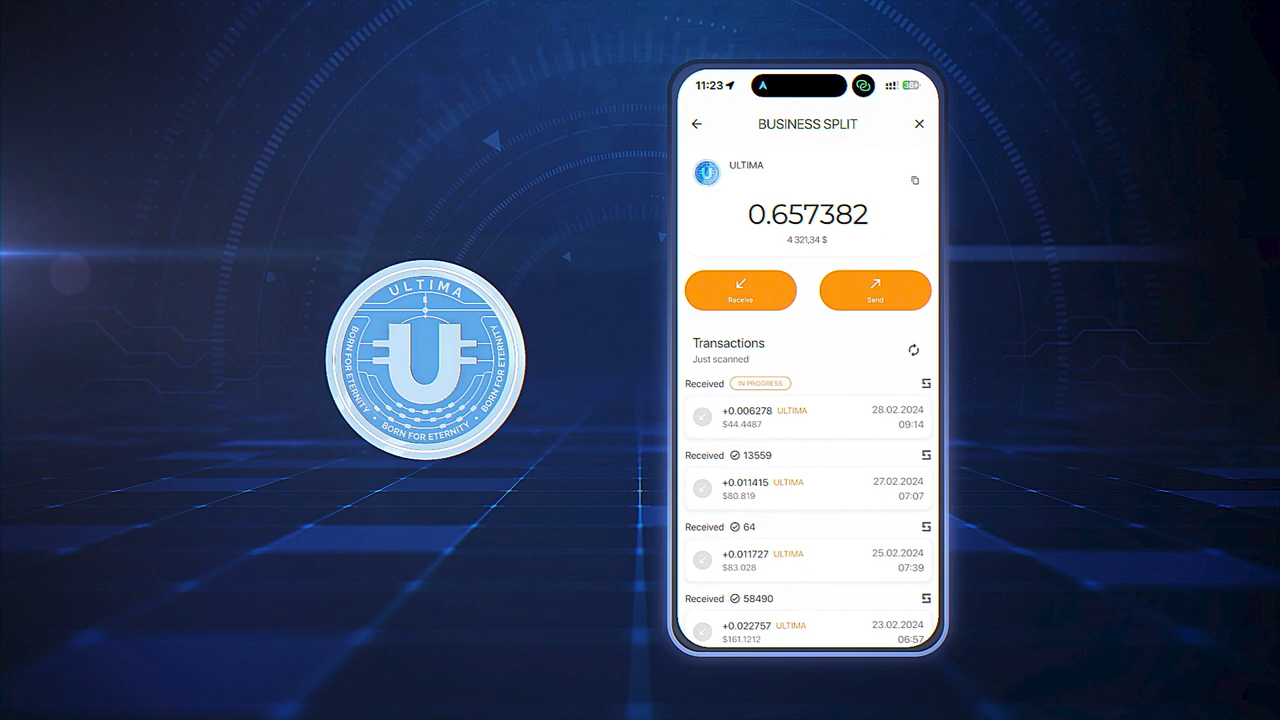 ULTIMA
BORN FOR ETERNITY
BORN FOR ETERNITY
BORN FOR ETERNITY
11:23
BUSINESS SPLIT
ULTIMA
0.657382
4 321,34 $
Receive
Send
Transactions
Just scanned
Received IN PROGRESS
+0.006278 ULTIMA 28.02.2024
$44.4487 09:14
Received 13559
+0.011415 ULTIMA 27.02.2024
$80.819 07:07
Received 64
+0.011727 ULTIMA 25.02.2024
$83.028 07:39
Received 58490
+0.022757 ULTIMA 23.02.2024
$161.1212 06:57